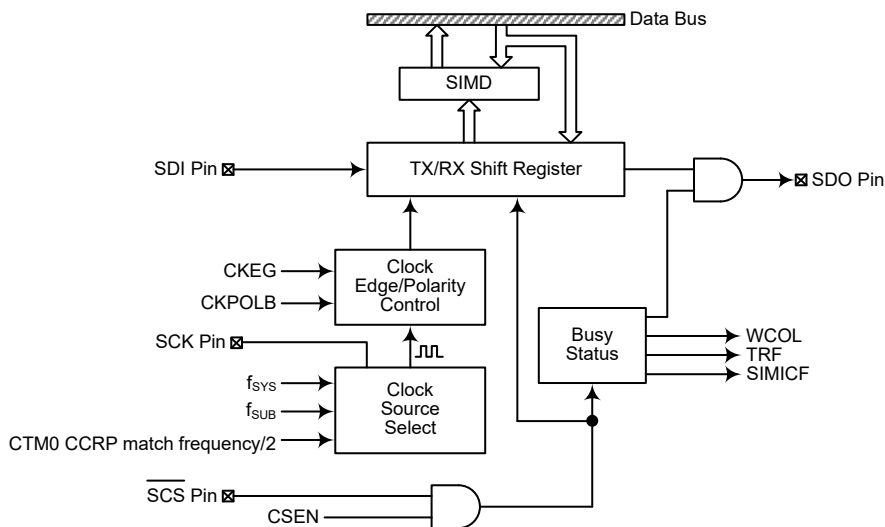 Data Bus
SIMD
SDI Pin
TX/RX Shift Register
SDO Pin
CKEG
CKPOLB
Clock
Edge/Polarity
Control
SCK Pin
Busy
Status
WCOL
TRF
SIMICF
fSYS
fSUB
CTM0 CCRP match frequency/2
Clock
Source
Select
SCS Pin
CSEN